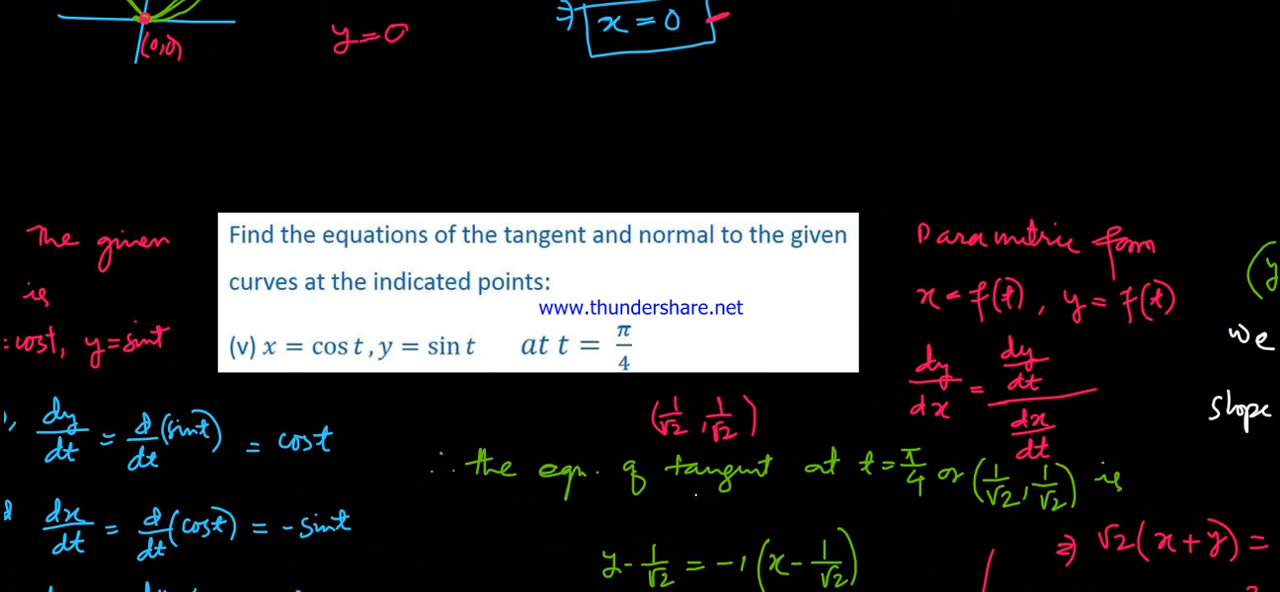 (0,0)
y=0
⇒ x = 0
The given
is
=cost, y=sint
dy/dt = d/dt (sint) = cost
dx/dt = d/dt (cost) = -sint
Find the equations of the tangent and normal to the given
curves at the indicated points:
www.thundershare.net
(v) x = cos t, y = sin t at t = π/4
(1/√2, 1/√2)
∴ the eqn. of tangent at t=π/4 or (1/√2, 1/√2) is
y - 1/√2 = -1 (x - 1/√2)
Parametric form
x = f(t), y = f(t)
dy/dx = (dy/dt)/(dx/dt)
⇒ √2(x+y) =
(y
we
slope